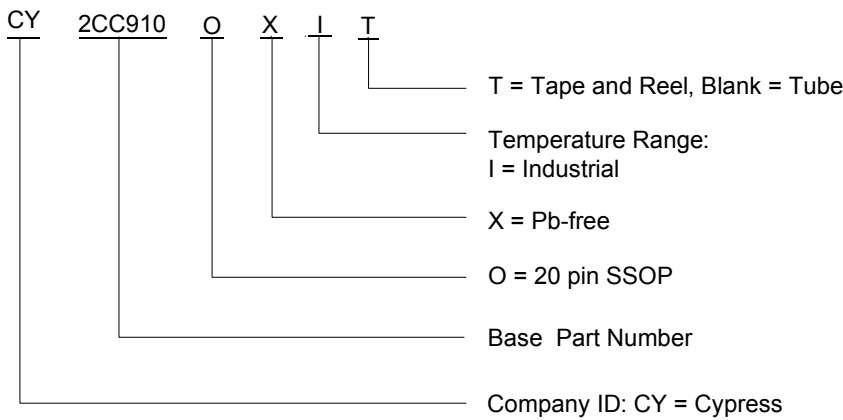 CY 2CC910 O X I T
T = Tape and Reel, Blank = Tube
Temperature Range:
I = Industrial
X = Pb-free
O = 20 pin SSOP
Base Part Number
Company ID: CY = Cypress